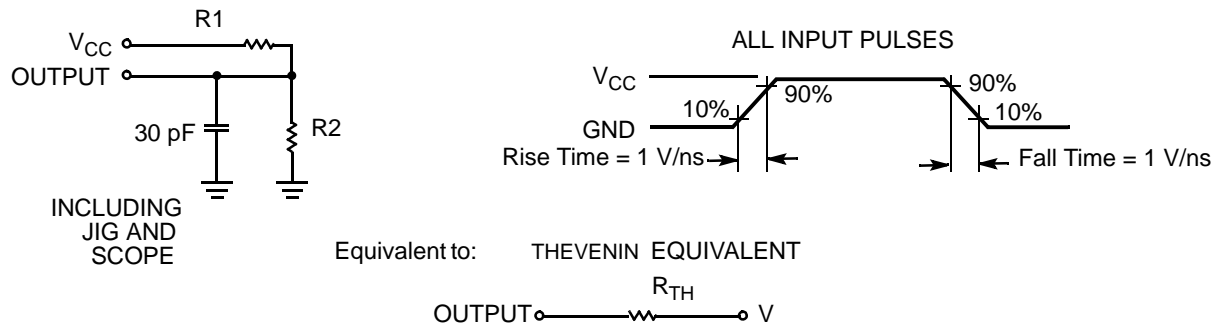 R1
VCC
OUTPUT
30 pF
R2
INCLUDING
JIG AND
SCOPE
ALL INPUT PULSES
VCC
GND
10%
90%
90%
10%
Rise Time = 1 V/ns
Fall Time = 1 V/ns
Equivalent to: THEVENIN EQUIVALENT
RTH
OUTPUT
V